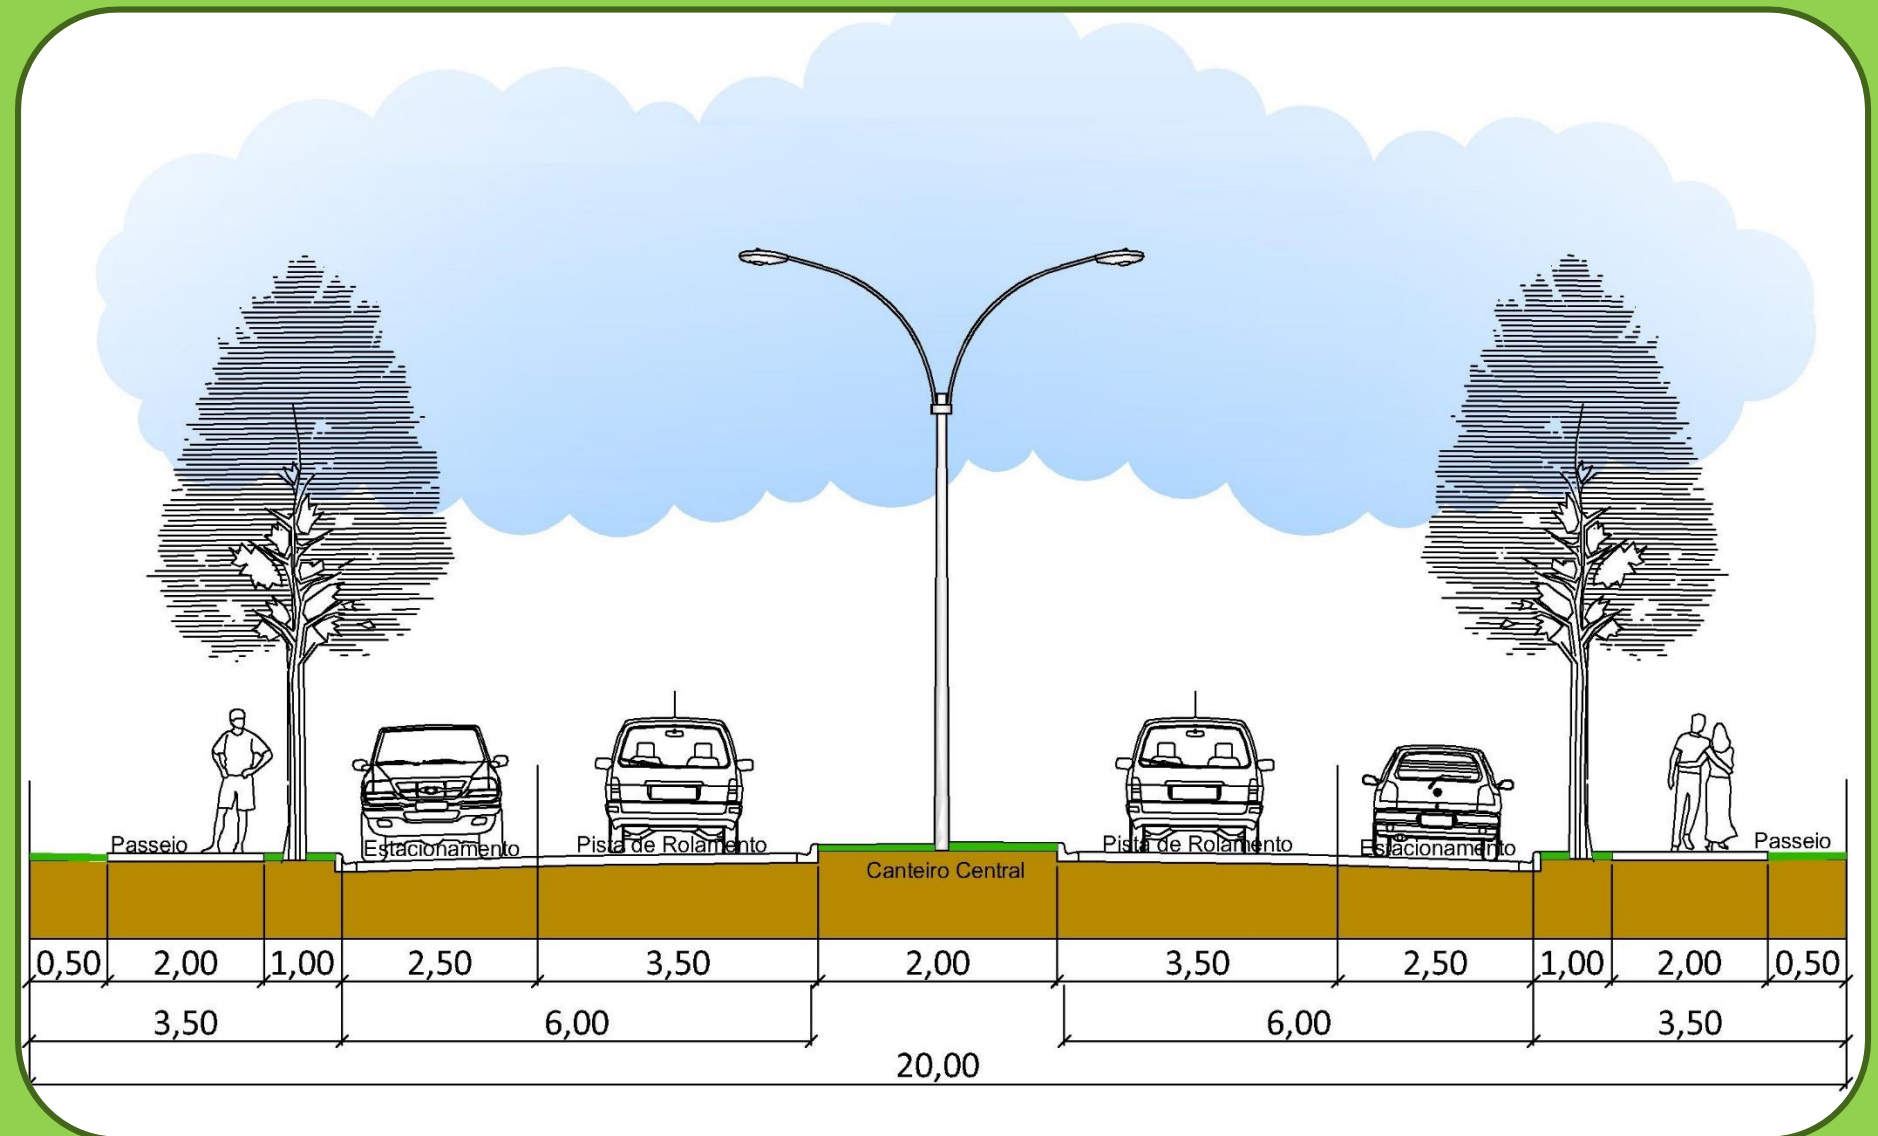 Passeio
Estacionamento
Pista de Rolamento
Canteiro Central
Pista de Rolamento
Estacionamento
Passeio
0,50 2,00 1,00 2,50 3,50 2,00 3,50 2,50 1,00 2,00 0,50
3,50 6,00 6,00 3,50
20,00